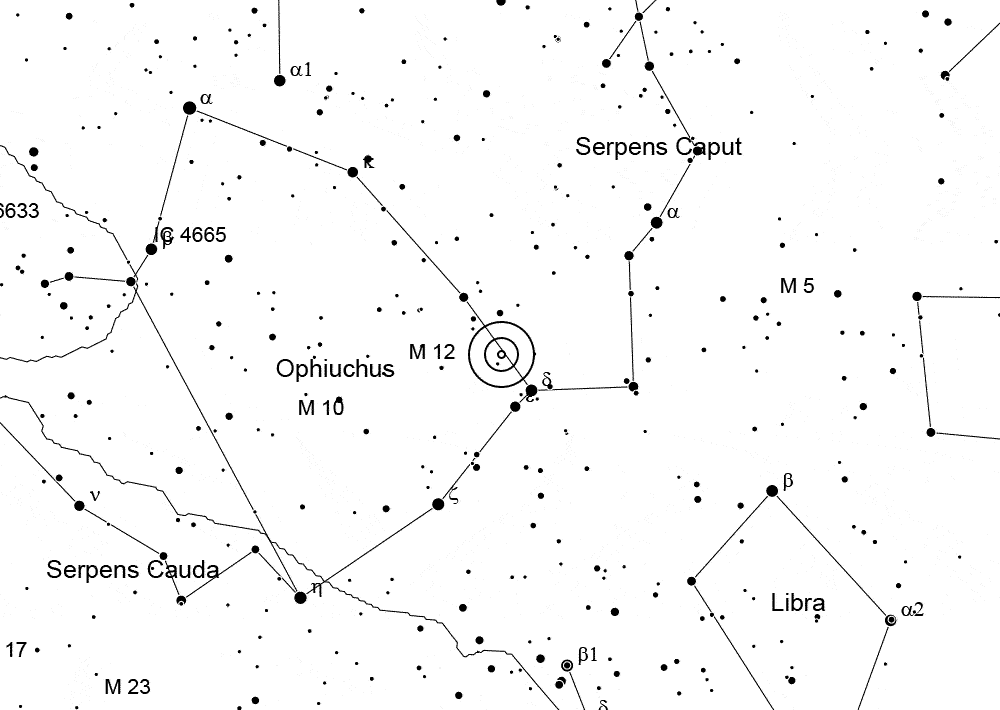 α1
α
κ
Serpens Caput
6633
α
IC 4665
β
M 5
M 12
Ophiuchus
δ
ε
M 10
β
ν
ζ
Serpens Cauda
η
Libra
α2
17
β1
M 23
δ